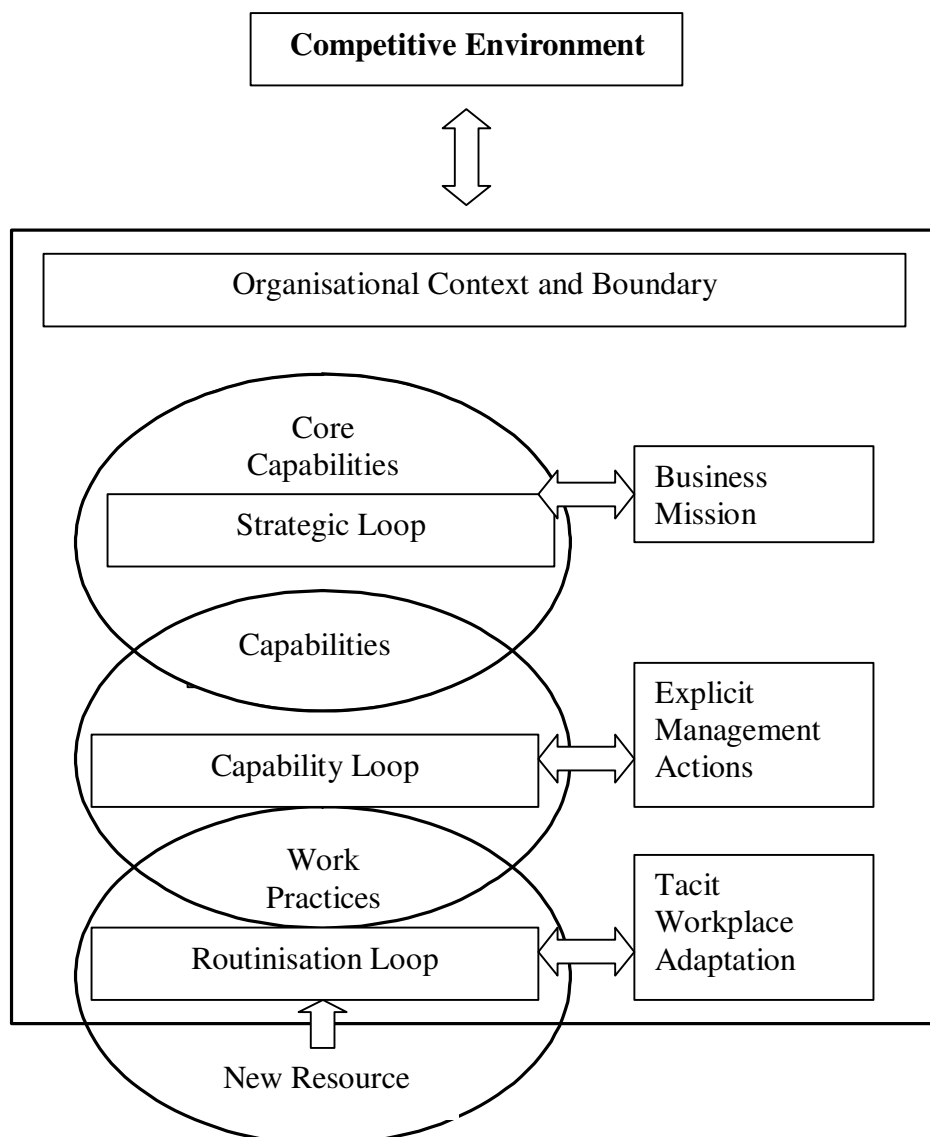 Competitive Environment
Organisational Context and Boundary
Core
Capabilities
Strategic Loop
Business
Mission
Capabilities
Capability Loop
Explicit
Management
Actions
Work
Practices
Routinisation Loop
Tacit
Workplace
Adaptation
New Resource